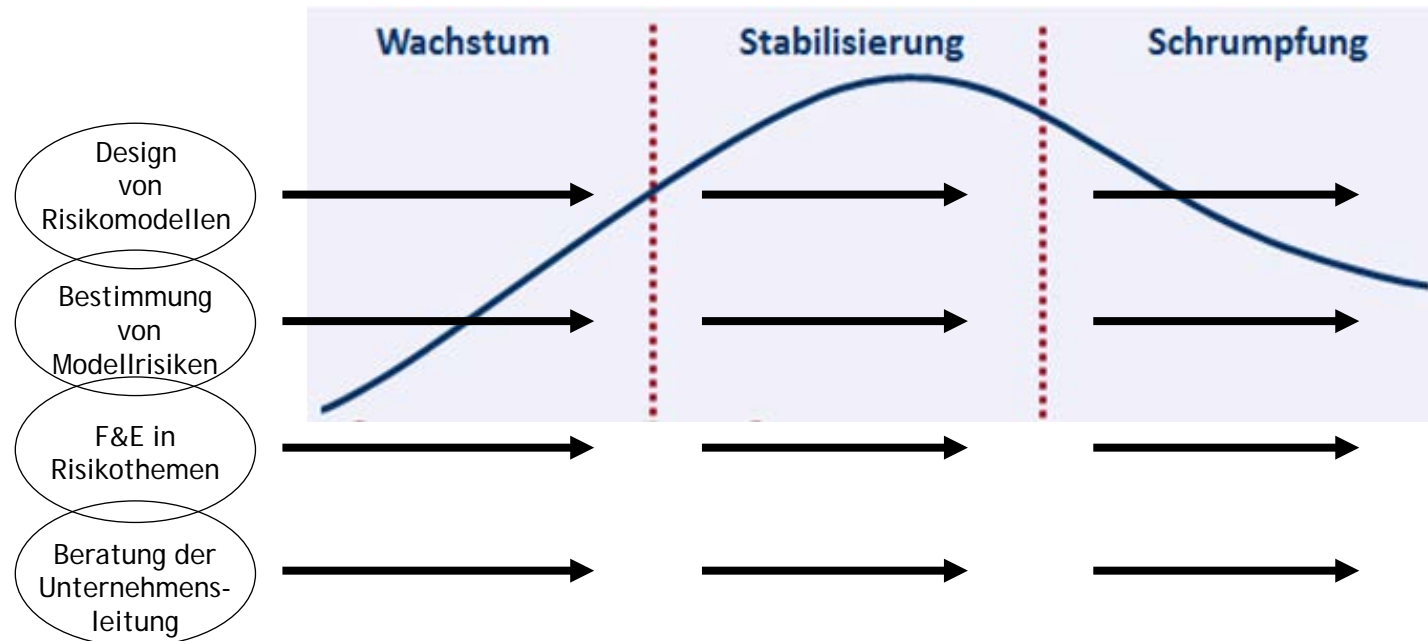 Wachstum
Stabilisierung
Schrumpfung
Design
von
Risikomodellen
Bestimmung
von
Modellrisiken
F&E in
Risikothemen
Beratung der
Unternehmens-
leitung